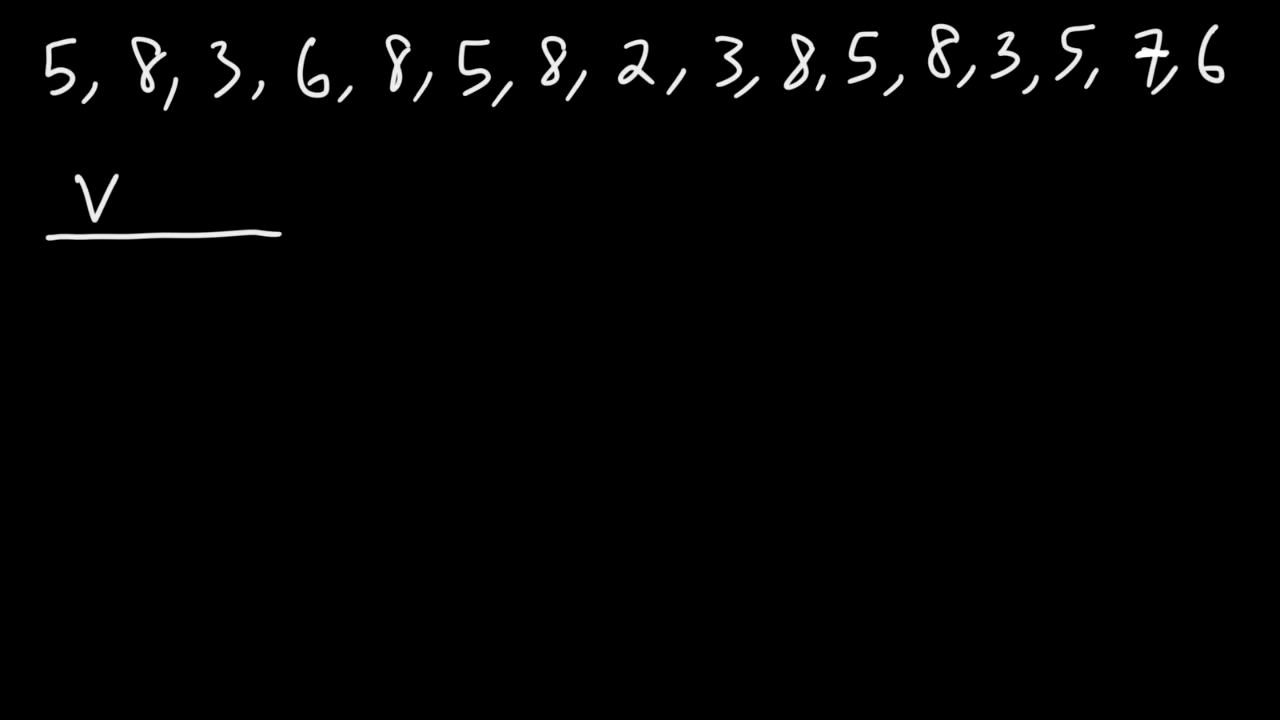 5, 8, 3, 6, 8, 5, 8, 2, 3, 8, 5, 8, 3, 5, 7, 6
V